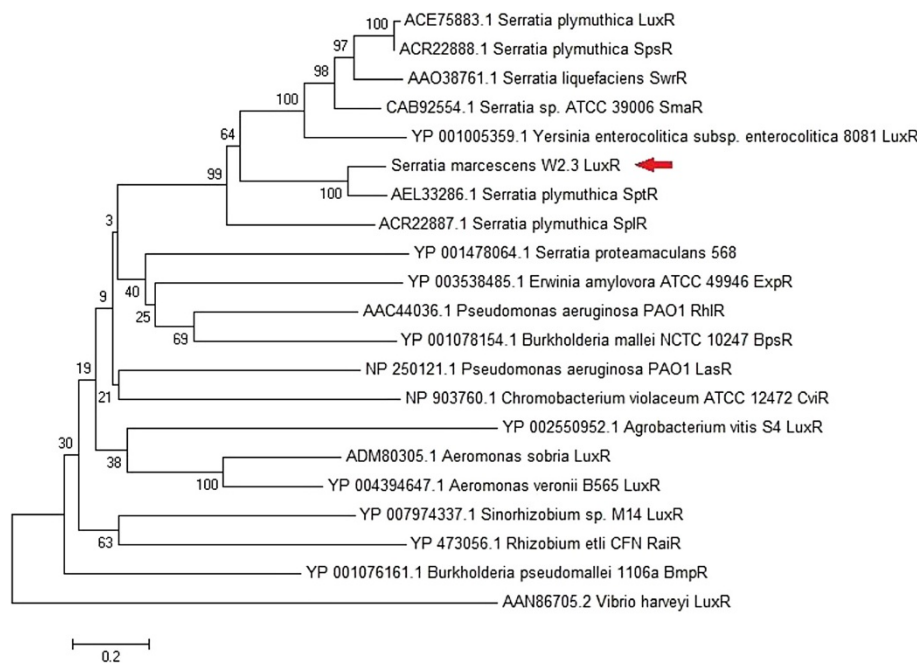 ACE75883.1 Serratia plymuthica LuxR
100
ACR22888.1 Serratia plymuthica SpsR
97
AAO38761.1 Serratia liquefaciens SwrR
98
CAB92554.1 Serratia sp. ATCC 39006 SmaR
100
YP 001005359.1 Yersinia enterocolitica subsp. enterocolitica 8081 LuxR
64
Serratia marcescens W2.3 LuxR
99
100
AEL33286.1 Serratia plymuthica SptR
ACR22887.1 Serratia plymuthica SplR
3
YP 001478064.1 Serratia proteamaculans 568
40
YP 003538485.1 Erwinia amylovora ATCC 49946 ExpR
9
25
AAC44036.1 Pseudomonas aeruginosa PAO1 RhlR
69
YP 001078154.1 Burkholderia mallei NCTC 10247 BpsR
19
NP 250121.1 Pseudomonas aeruginosa PAO1 LasR
21
NP 903760.1 Chromobacterium violaceum ATCC 12472 CviR
YP 002550952.1 Agrobacterium vitis S4 LuxR
30
38
ADM80305.1 Aeromonas sobria LuxR
100
YP 004394647.1 Aeromonas veronii B565 LuxR
YP 007974337.1 Sinorhizobium sp. M14 LuxR
63
YP 473056.1 Rhizobium etli CFN RaiR
YP 001076161.1 Burkholderia pseudomallei 1106a BmpR
AAN86705.2 Vibrio harveyi LuxR
0.2